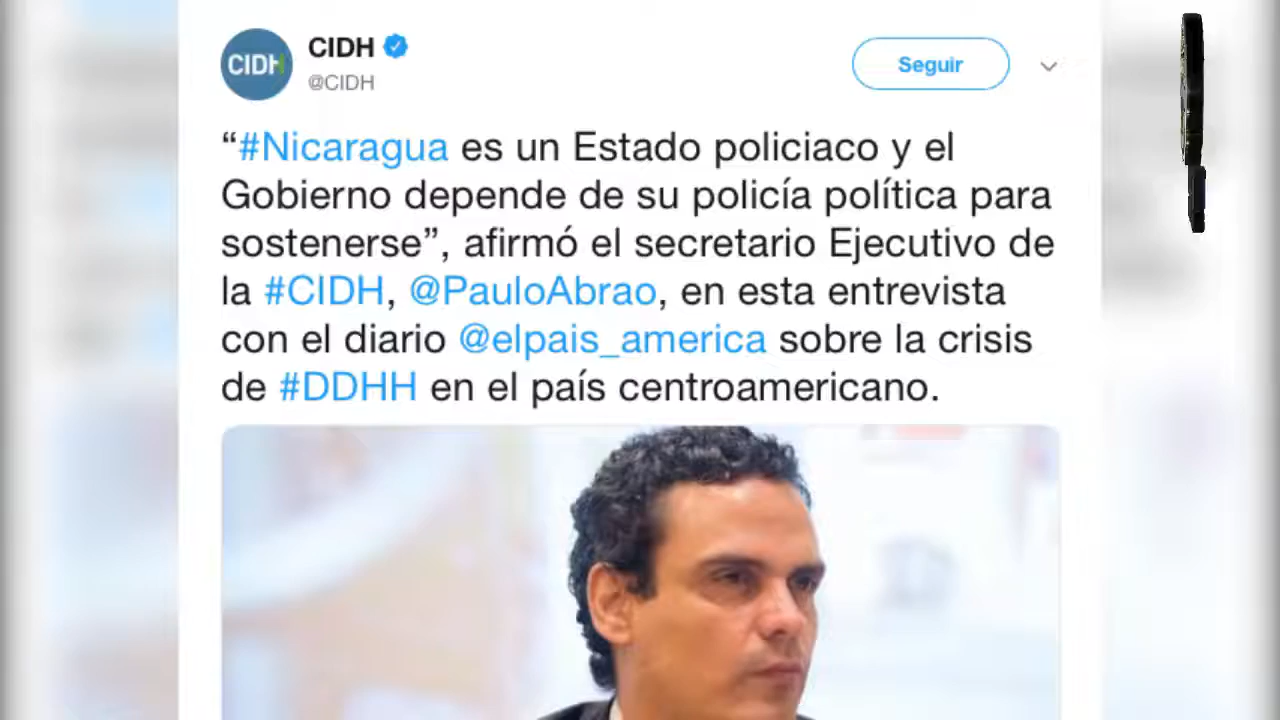 CIDH
CIDH
@CIDH
Seguir
“#Nicaragua es un Estado policiaco y el
Gobierno depende de su policía política para
sostenerse”, afirmó el secretario Ejecutivo de
la #CIDH, @PauloAbrao, en esta entrevista
con el diario @elpais_america sobre la crisis
de #DDHH en el país centroamericano.